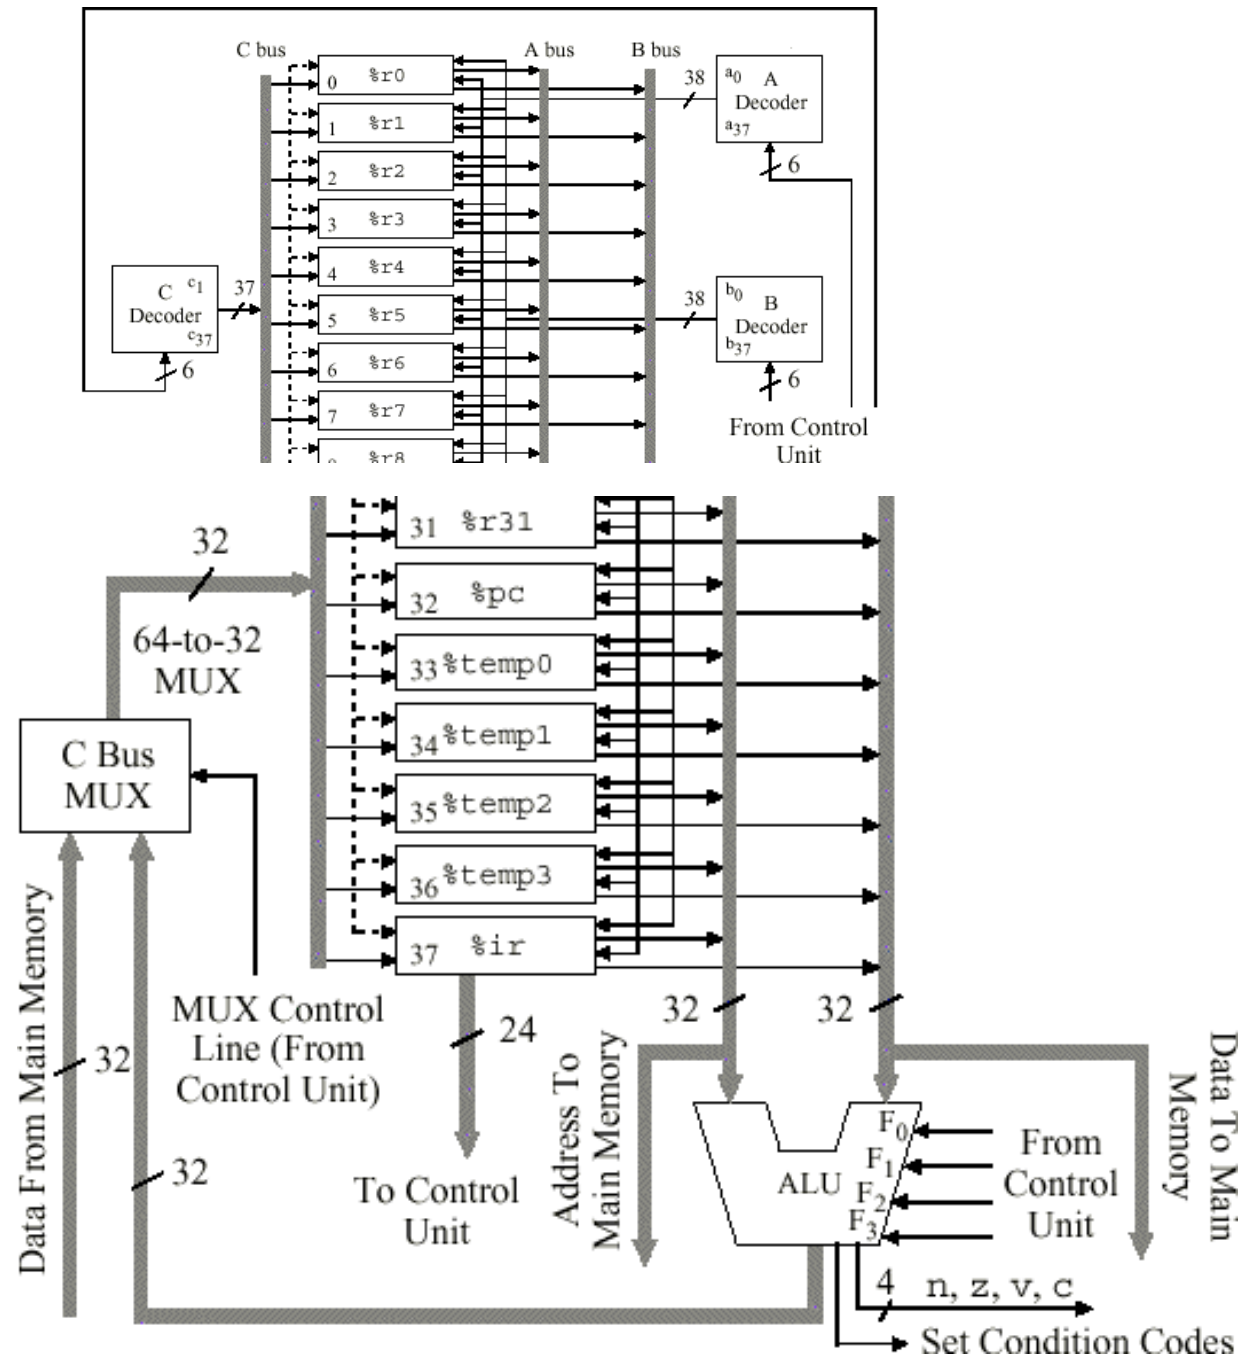 C bus
A bus
B bus
0 %r0
1 %r1
2 %r2
3 %r3
4 %r4
5 %r5
6 %r6
7 %r7
%r8
C
Decoder
c1
c37
37
6
38
a0
A
Decoder
a37
6
38
b0
B
Decoder
b37
6
From Control
Unit
31 %r31
32 %pc
33 %temp0
34 %temp1
35 %temp2
36 %temp3
37 %ir
32
64-to-32
MUX
C Bus
MUX
MUX Control
Line (From
Control Unit)
Data From Main Memory
32
32
24
To Control
Unit
32
32
Address To
Main Memory
Data To Main
Memory
ALU
F0
F1
F2
F3
From
Control
Unit
4
n, z, v, c
Set Condition Codes